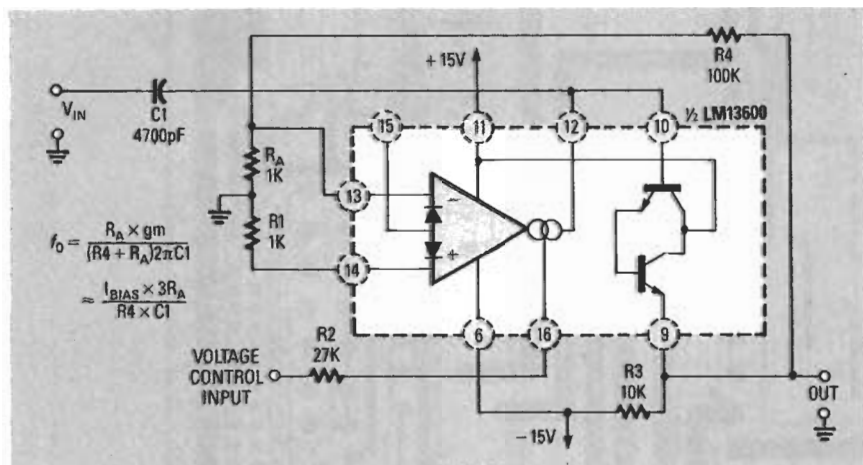 R4
100K
+15V
V_IN
C1
4700pF
½ LM13600
15
11
12
10
R_A
1K
13
−
R1
1K
14
+
f_0 = R_A × gm / (R4 + R_A)2πC1
≈ I_BIAS × 3R_A / R4 × C1
6
16
9
R2
27K
VOLTAGE
CONTROL
INPUT
R3
10K
OUT
−15V